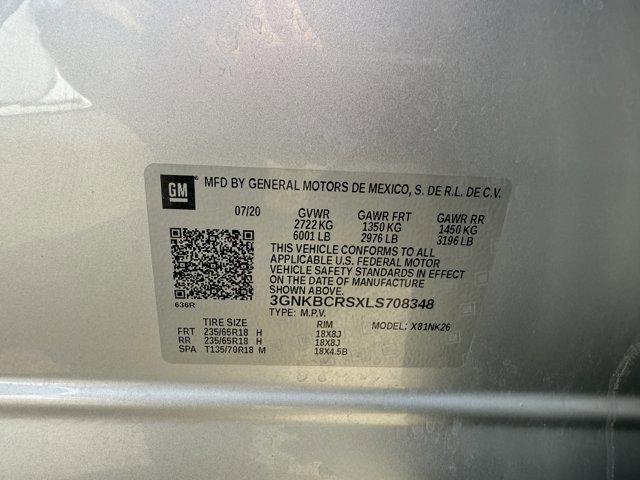 GM MFD BY GENERAL MOTORS DE MEXICO, S. DE R.L. DE C.V.
07/20 GVWR GAWR FRT GAWR RR
2722 KG 1350 KG 1450 KG
6001 LB 2976 LB 3196 LB
THIS VEHICLE CONFORMS TO ALL
APPLICABLE U.S. FEDERAL MOTOR
VEHICLE SAFETY STANDARDS IN EFFECT
ON THE DATE OF MANUFACTURE
SHOWN ABOVE.
3GNKBCRSXLS708348
636R TYPE: M.P.V. MODEL: X81NK26
TIRE SIZE RIM
FRT 235/65R18 H 18X8J
RR 235/65R18 H 18X8J
SPA T135/70R18 M 18X4.5B